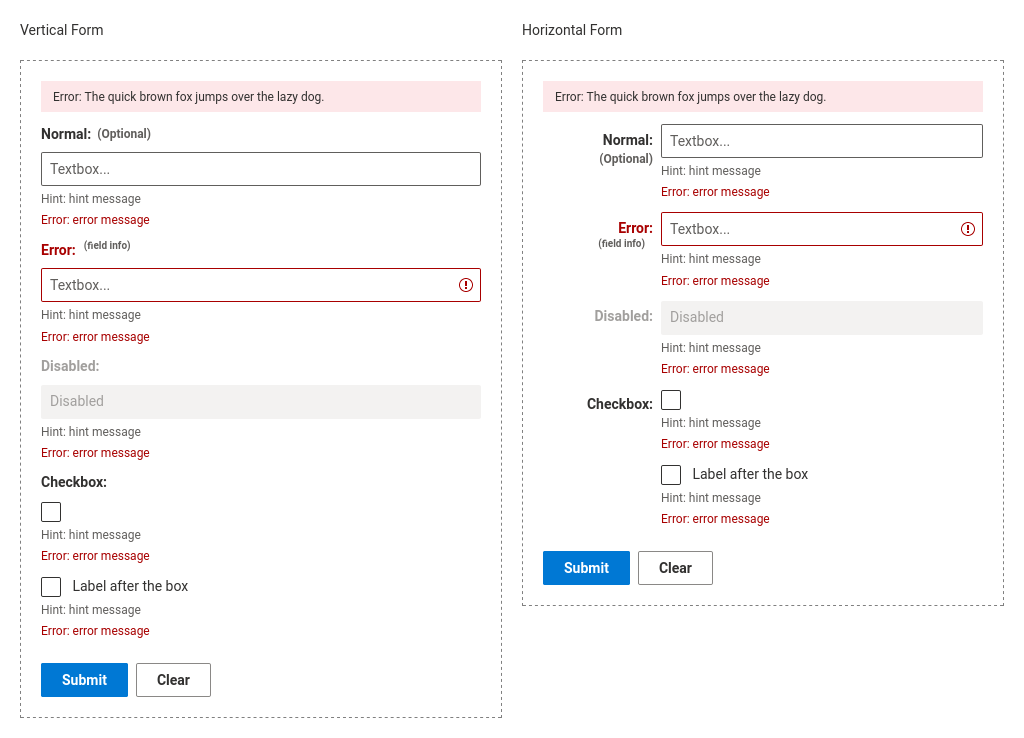 Vertical Form
Error: The quick brown fox jumps over the lazy dog.
Normal: (Optional)
Textbox...
Hint: hint message
Error: error message
Error: (field info)
Textbox...
Hint: hint message
Error: error message
Disabled:
Disabled
Hint: hint message
Error: error message
Checkbox:
Hint: hint message
Error: error message
Label after the box
Hint: hint message
Error: error message
Submit Clear
Horizontal Form
Error: The quick brown fox jumps over the lazy dog.
Normal: Textbox...
(Optional)
Hint: hint message
Error: error message
Error: Textbox...
(field info)
Hint: hint message
Error: error message
Disabled: Disabled
Hint: hint message
Error: error message
Checkbox:
Hint: hint message
Error: error message
Label after the box
Hint: hint message
Error: error message
Submit Clear